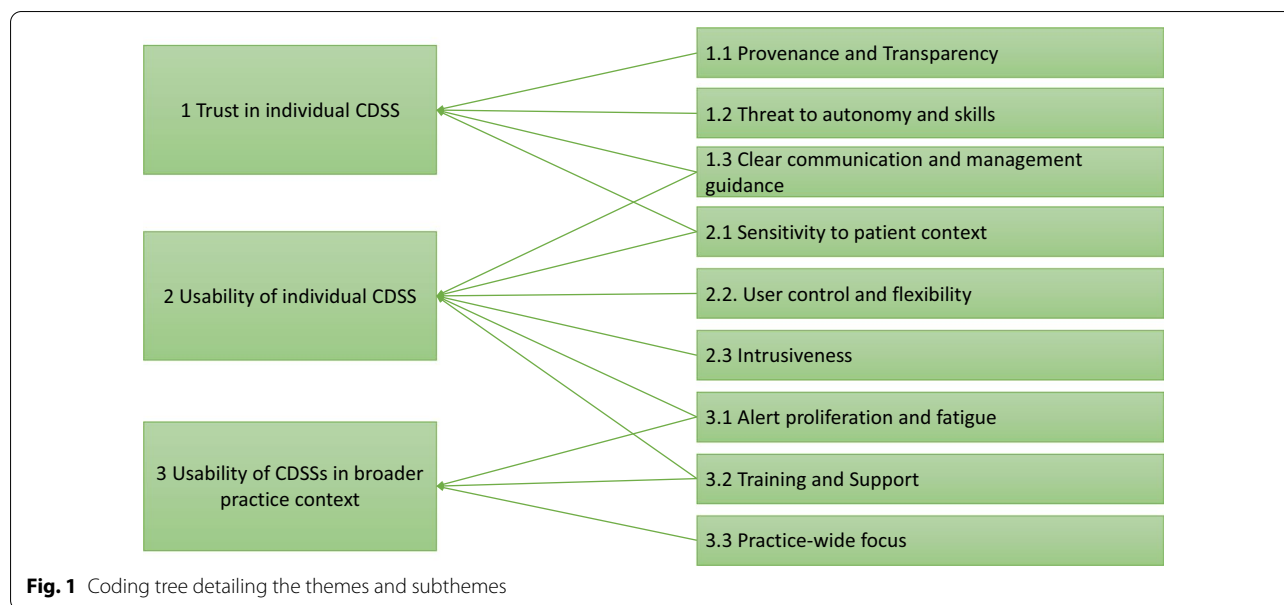 1 Trust in individual CDSS
2 Usability of individual CDSS
3 Usability of CDSSs in broader
practice context
1.1 Provenance and Transparency
1.2 Threat to autonomy and skills
1.3 Clear communication and management
guidance
2.1 Sensitivity to patient context
2.2. User control and flexibility
2.3 Intrusiveness
3.1 Alert proliferation and fatigue
3.2 Training and Support
3.3 Practice-wide focus
Fig. 1 Coding tree detailing the themes and subthemes